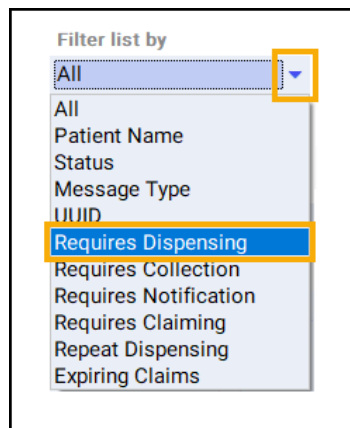 Filter list by
All
All
Patient Name
Status
Message Type
UUID
Requires Dispensing
Requires Collection
Requires Notification
Requires Claiming
Repeat Dispensing
Expiring Claims